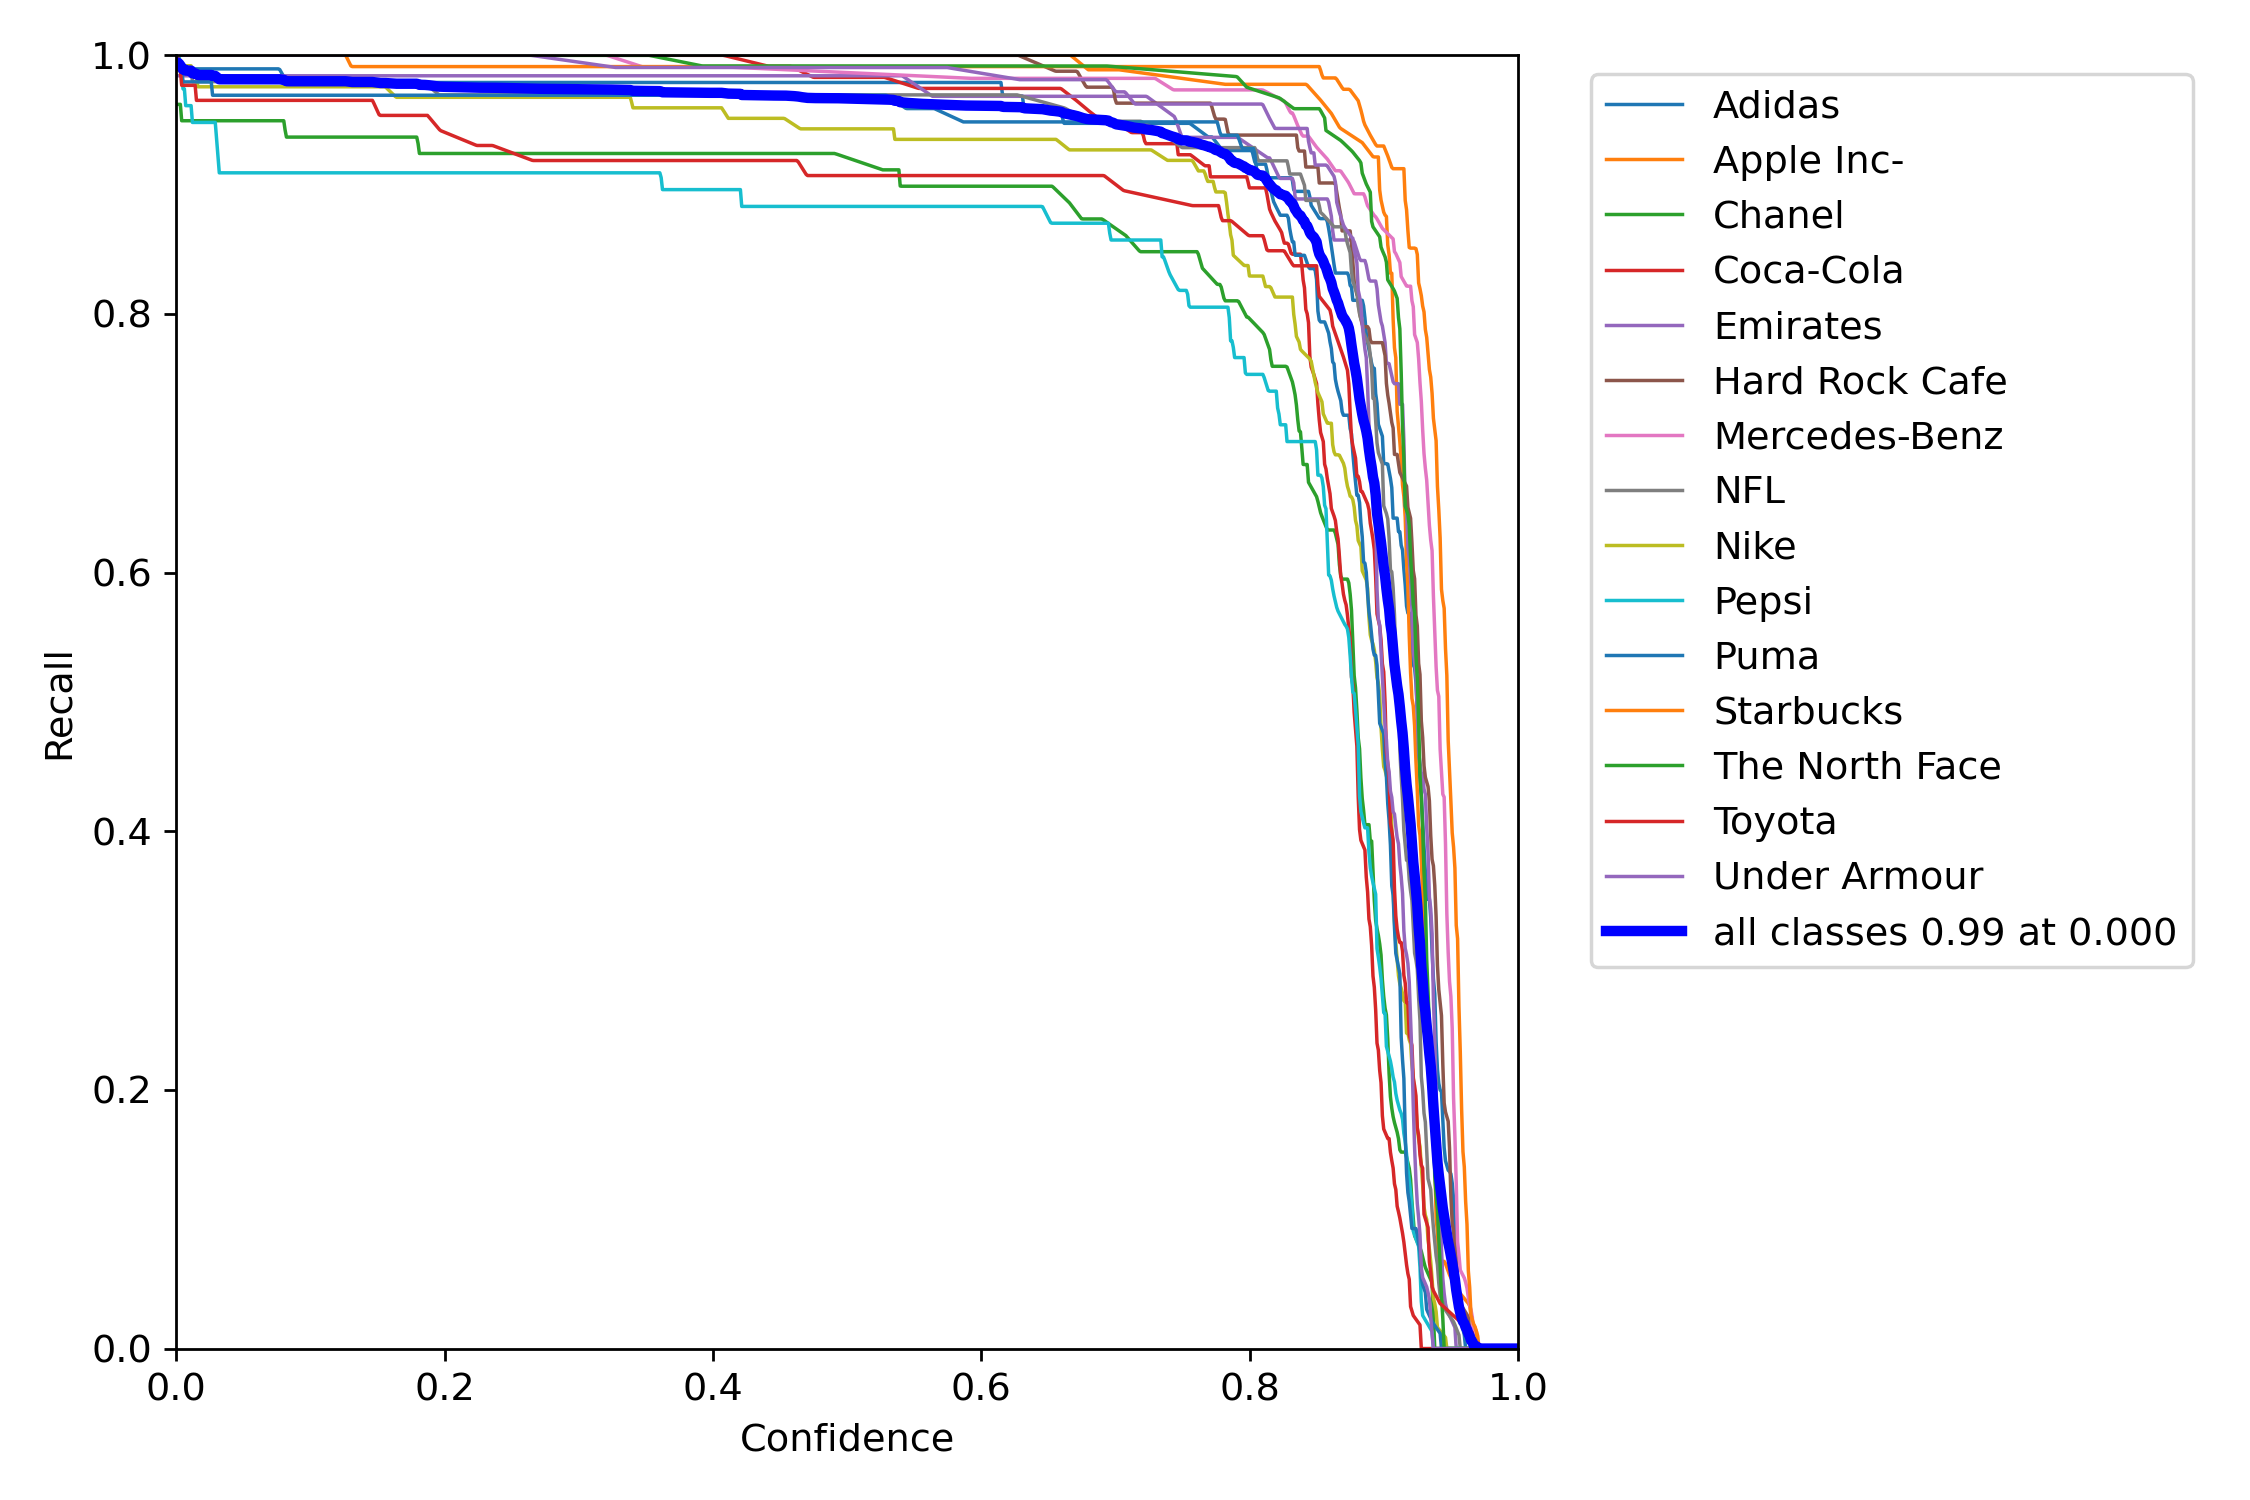 1.0
0.8
0.6
0.4
0.2
0.0
Recall
0.0 0.2 0.4 0.6 0.8 1.0
Confidence
Adidas
Apple Inc-
Chanel
Coca-Cola
Emirates
Hard Rock Cafe
Mercedes-Benz
NFL
Nike
Pepsi
Puma
Starbucks
The North Face
Toyota
Under Armour
all classes 0.99 at 0.000